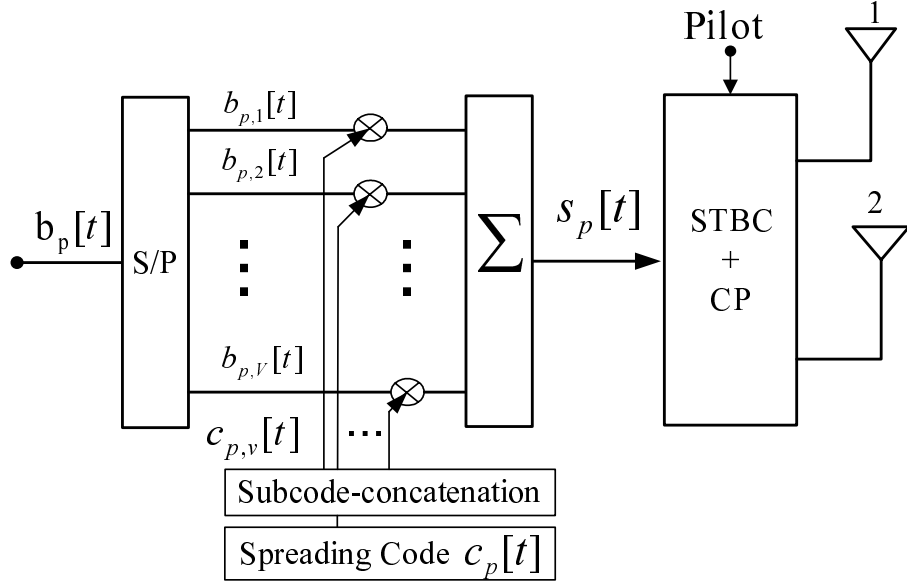 Pilot
1
b_{p,1}[t]
b_{p,2}[t]
2
b_p[t]
S/P
Σ
s_p[t]
STBC
+
CP
b_{p,V}[t]
c_{p,v}[t]
Subcode-concatenation
Spreading Code c_p[t]